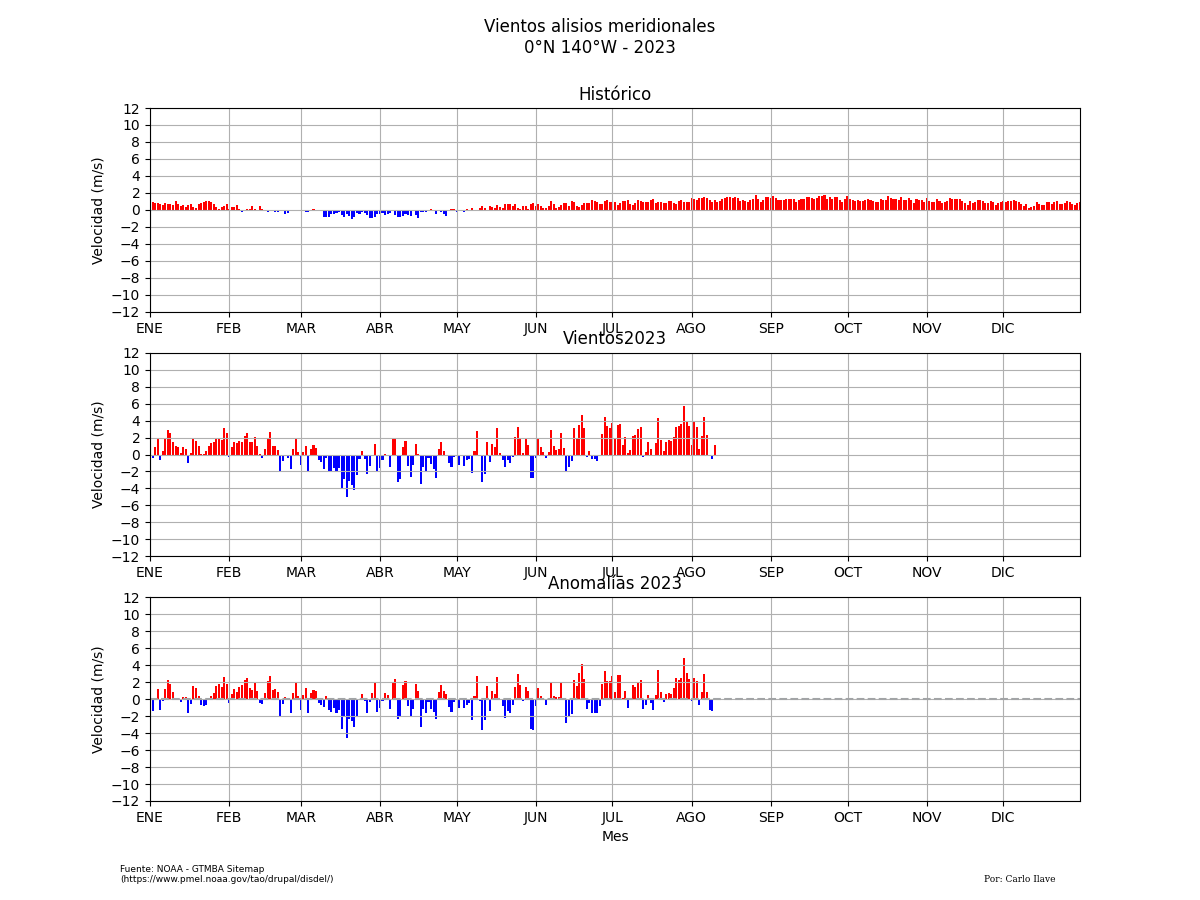 Vientos alisios meridionales
0°N 140°W - 2023
Histórico
12
10
8
6
4
2
0
−2
−4
−6
−8
−10
−12
Velocidad (m/s)
ENE FEB MAR ABR MAY JUN JUL AGO SEP OCT NOV DIC
Vientos2023
12
10
8
6
4
2
0
−2
−4
−6
−8
−10
−12
Velocidad (m/s)
ENE FEB MAR ABR MAY JUN JUL AGO SEP OCT NOV DIC
Anomalías 2023
12
10
8
6
4
2
0
−2
−4
−6
−8
−10
−12
Velocidad (m/s)
ENE FEB MAR ABR MAY JUN JUL AGO SEP OCT NOV DIC
Mes
Fuente: NOAA - GTMBA Sitemap
(https://www.pmel.noaa.gov/tao/drupal/disdel/)
Por: Carlo Ilave